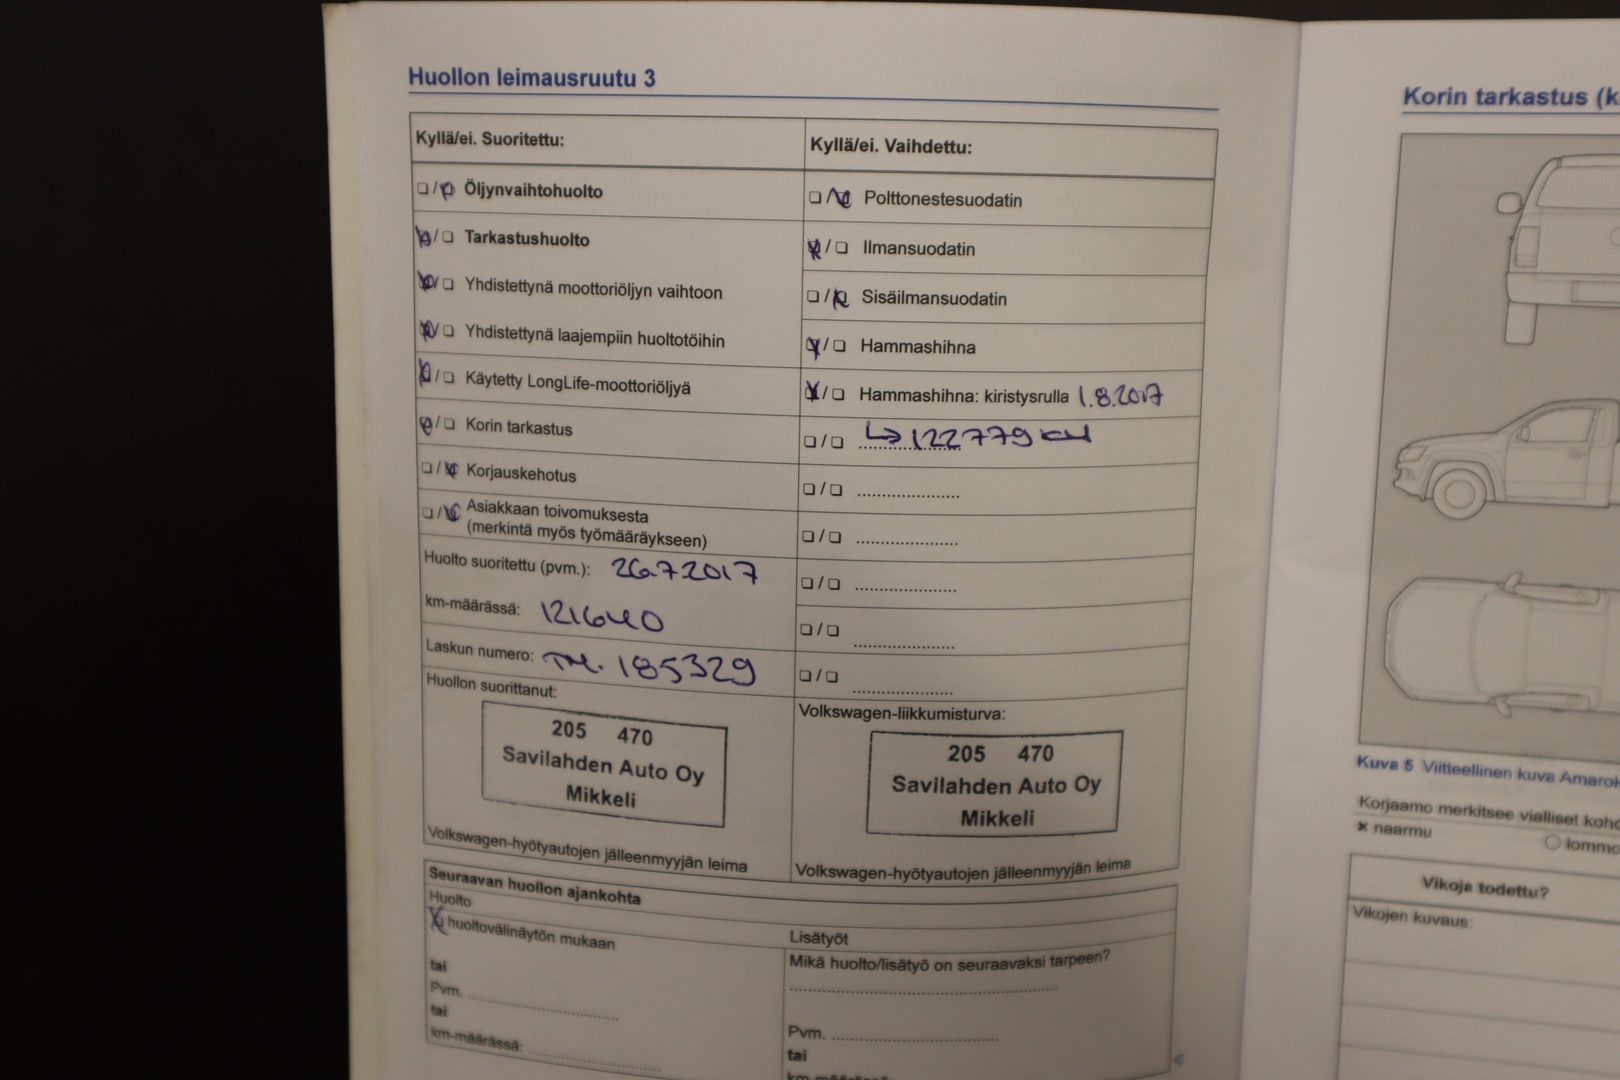 Huollon leimausruutu 3
Kyllä/ei. Suoritettu:
Öljynvaihtohuolto
Tarkastushuolto
Yhdistettynä moottoriöljyn vaihtoon
Yhdistettynä laajempiin huoltotöihin
Käytetty LongLife-moottoriöljyä
Korin tarkastus
Korjauskehotus
Asiakkaan toivomuksesta
(merkintä myös työmääräykseen)
Huolto suoritettu (pvm.): 26.7.2017
km-määrässä: 121640
Laskun numero: 185329
Huollon suorittanut:
205 470
Savilahden Auto Oy
Mikkeli
Volkswagen-hyötyautojen jälleenmyyjän leima
Kyllä/ei. Vaihdettu:
Polttonestesuodatin
Ilmansuodatin
Sisäilmansuodatin
Hammashihna
Hammashihna: kiristysrulla 1.8.2017
↳ 122779 km
Volkswagen-liikkumisturva:
205 470
Savilahden Auto Oy
Mikkeli
Volkswagen-hyötyautojen jälleenmyyjän leima
Seuraavan huollon ajankohta
Huolto
huoltovälinäytön mukaan
tai
Pvm.
tai
km-määrässä:
Lisätyöt
Mikä huolto/lisätyö on seuraavaksi tarpeen?
Pvm.
tai
Korin tarkastus (k
Kuva 5 Viitteellinen kuva Amarok
Korjaamo merkitsee vialliset koho
× naarmu
lommo
Vikoja todettu?
Vikojen kuvaus: